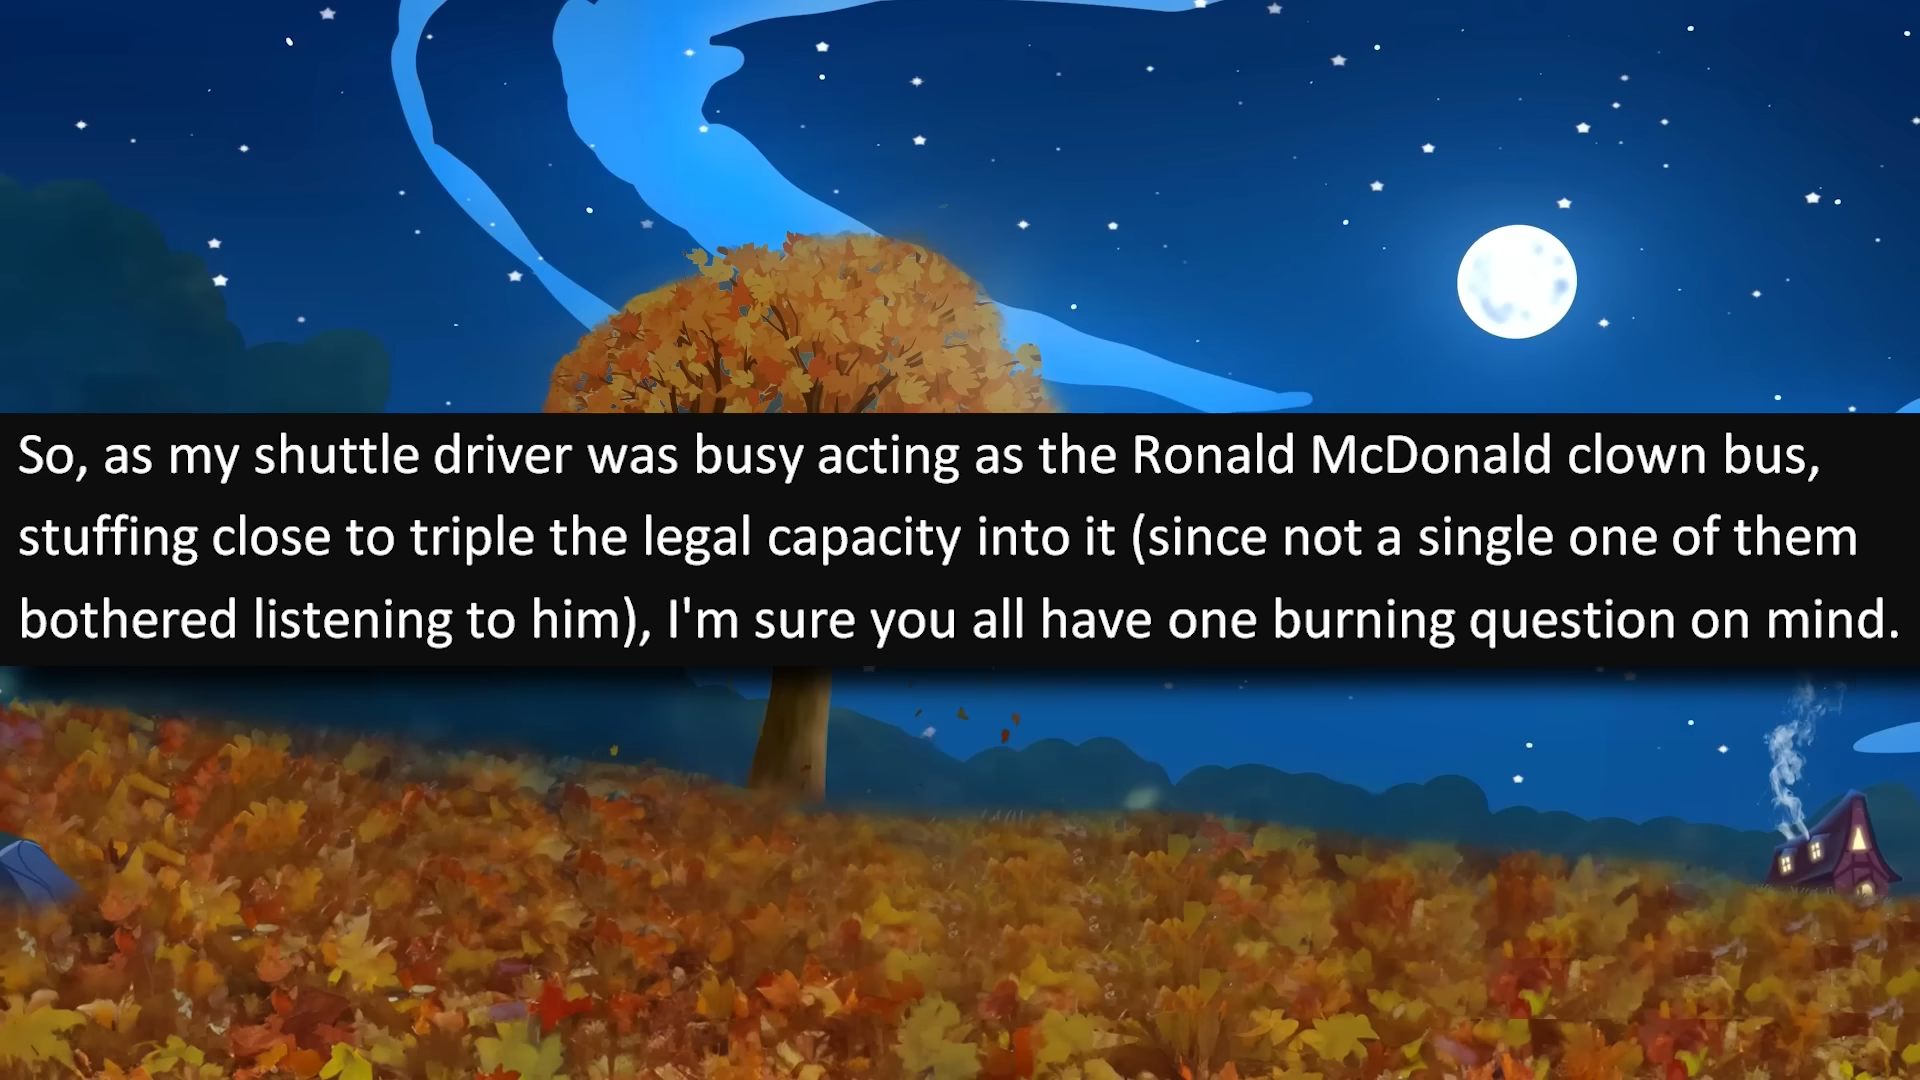 So, as my shuttle driver was busy acting as the Ronald McDonald clown bus,
stuffing close to triple the legal capacity into it (since not a single one of them
bothered listening to him), I'm sure you all have one burning question on mind.